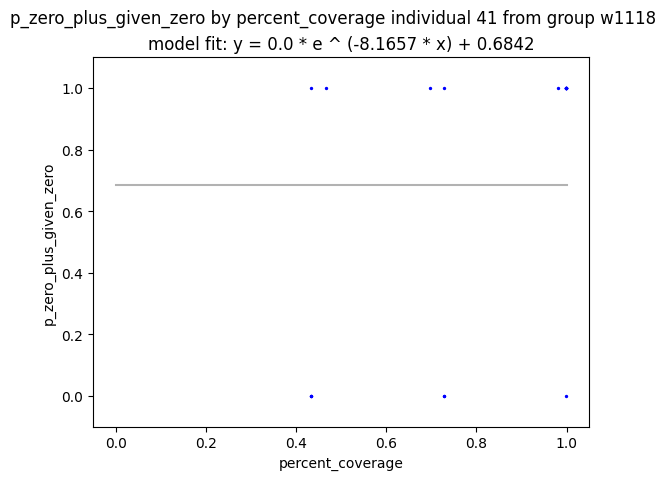 p_zero_plus_given_zero by percent_coverage individual 41 from group w1118
model fit: y = 0.0 * e ^ (-8.1657 * x) + 0.6842
1.0
0.8
0.6
0.4
0.2
0.0
p_zero_plus_given_zero
0.0 0.2 0.4 0.6 0.8 1.0
percent_coverage